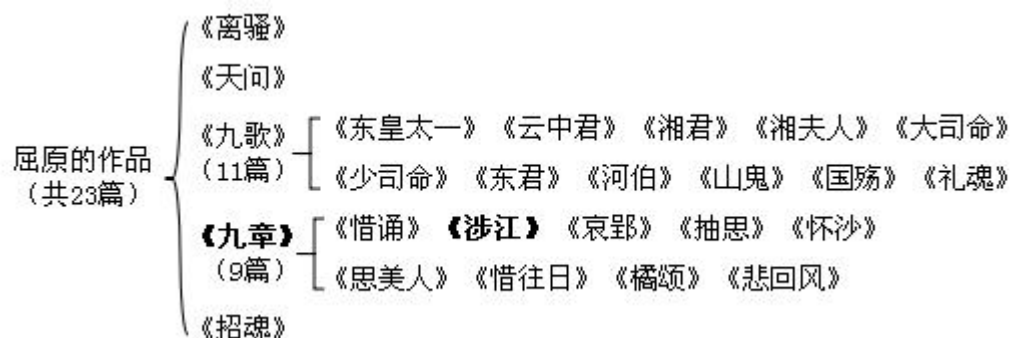 《离骚》
《天问》
屈原的作品
（共23篇）
《九歌》
（11篇）
《东皇太一》《云中君》《湘君》《湘夫人》《大司命》
《少司命》《东君》《河伯》《山鬼》《国殇》《礼魂》
《九章》
（9篇）
《惜诵》《涉江》《哀郢》《抽思》《怀沙》
《思美人》《惜往日》《橘颂》《悲回风》
《招魂》